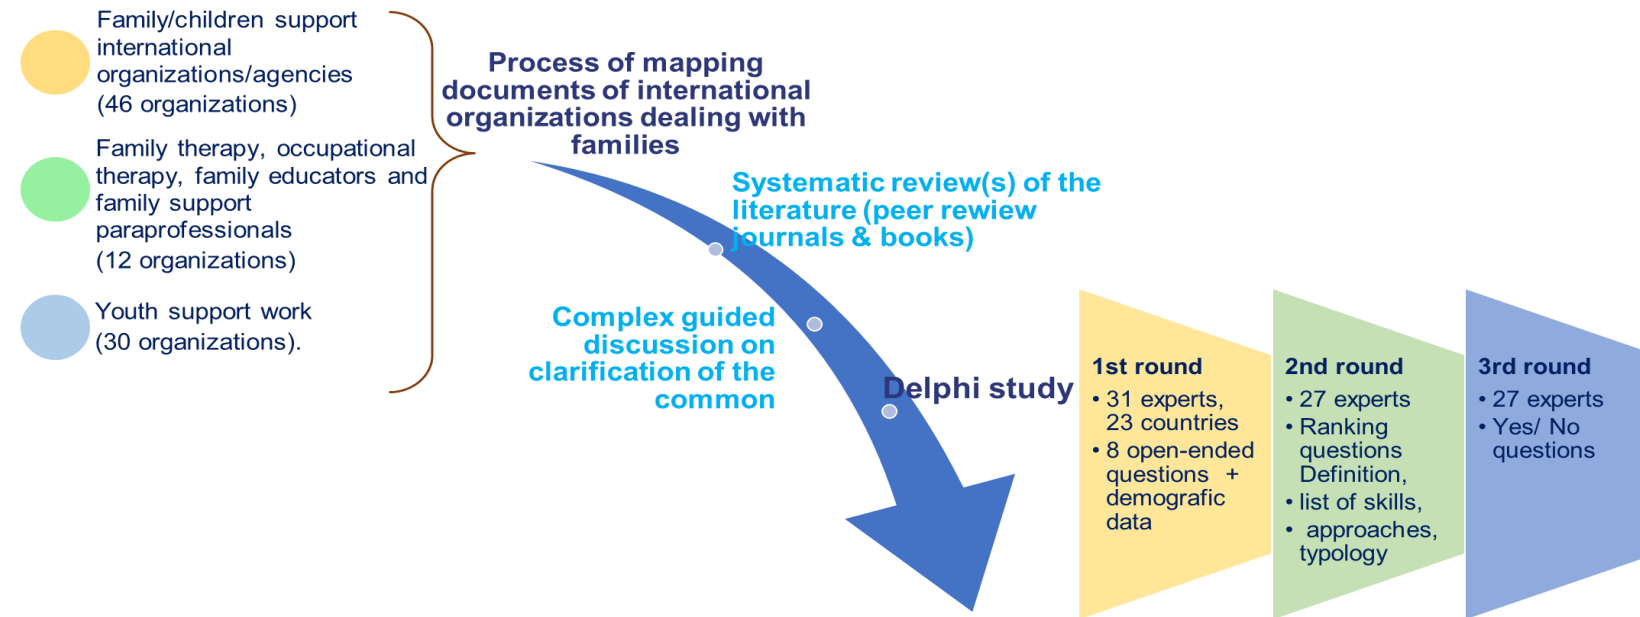 Family/children support
international
organizations/agencies
(46 organizations)
Family therapy, occupational
therapy, family educators and
family support
paraprofessionals
(12 organizations)
Youth support work
(30 organizations).
Process of mapping
documents of international
organizations dealing with
families
Systematic review(s) of the
literature (peer rewiew
journals & books)
Complex guided
discussion on
clarification of the
common
Delphi study
1st round
• 31 experts,
23 countries
• 8 open-ended
questions +
demografic
data
2nd round
• 27 experts
• Ranking
questions
Definition,
• list of skills,
• approaches,
typology
3rd round
• 27 experts
• Yes/ No
questions